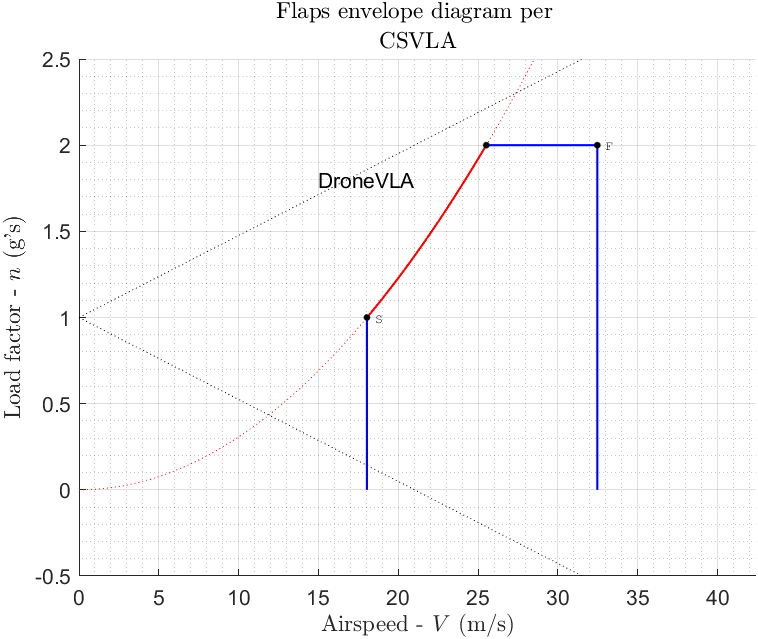 Flaps envelope diagram per
CSVLA
2.5
2
F
DroneVLA
1.5
1
S
0.5
0
-0.5
0 5 10 15 20 25 30 35 40
Airspeed - V (m/s)
Load factor - n (g's)